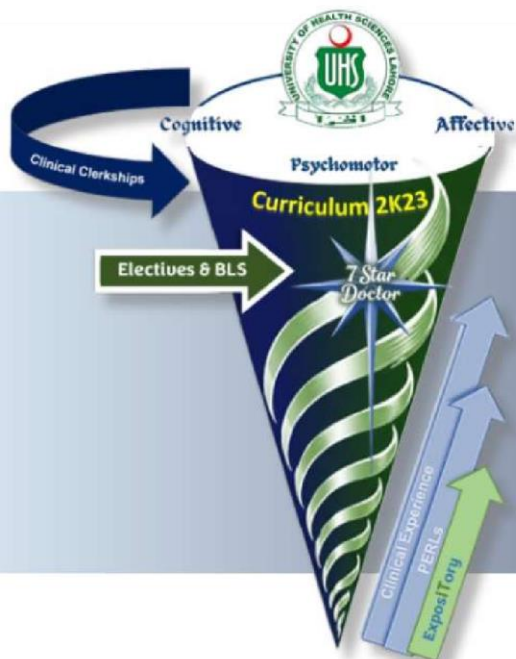 UNIVERSITY OF HEALTH SCIENCES LAHORE
UHS
Cognitive
Affective
Psychomotor
Clinical Clerkships
Curriculum 2K23
Electives & BLS
7 Star
Doctor
Clinical Experience
PERLs
ExposITory